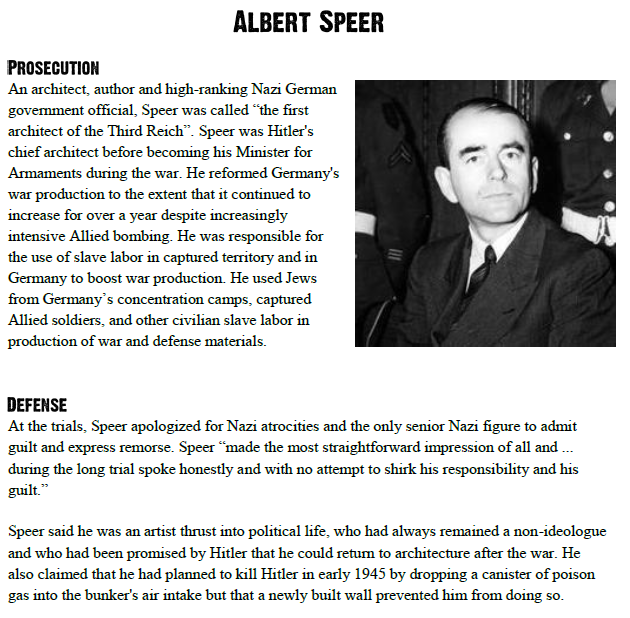 ALBERT SPEER
PROSECUTION
An architect, author and high-ranking Nazi German
government official, Speer was called “the first
architect of the Third Reich”. Speer was Hitler's
chief architect before becoming his Minister for
Armaments during the war. He reformed Germany's
war production to the extent that it continued to
increase for over a year despite increasingly
intensive Allied bombing. He was responsible for
the use of slave labor in captured territory and in
Germany to boost war production. He used Jews
from Germany’s concentration camps, captured
Allied soldiers, and other civilian slave labor in
production of war and defense materials.
DEFENSE
At the trials, Speer apologized for Nazi atrocities and the only senior Nazi figure to admit
guilt and express remorse. Speer “made the most straightforward impression of all and ...
during the long trial spoke honestly and with no attempt to shirk his responsibility and his
guilt.”
Speer said he was an artist thrust into political life, who had always remained a non-ideologue
and who had been promised by Hitler that he could return to architecture after the war. He
also claimed that he had planned to kill Hitler in early 1945 by dropping a canister of poison
gas into the bunker's air intake but that a newly built wall prevented him from doing so.